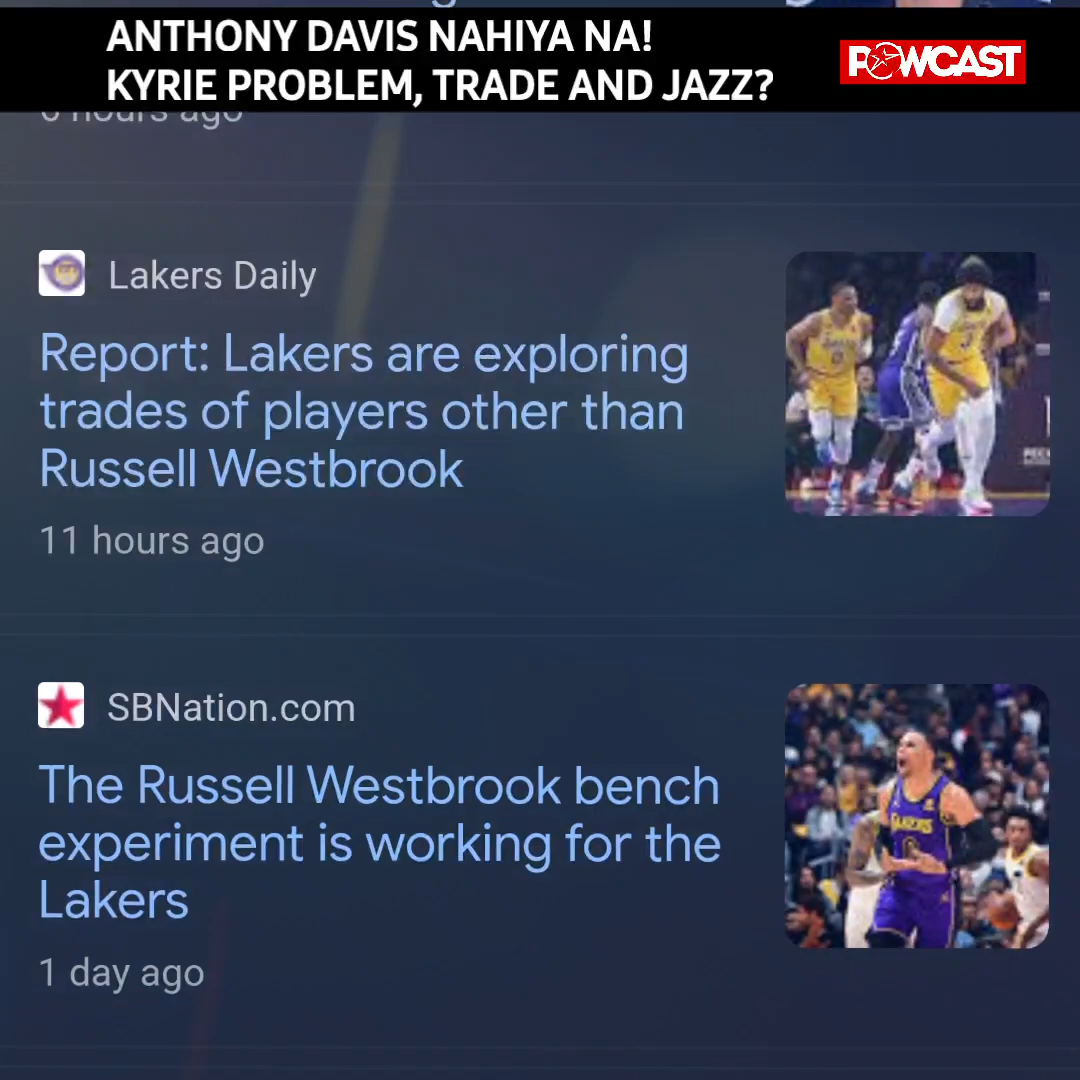 ANTHONY DAVIS NAHIYA NA!
KYRIE PROBLEM, TRADE AND JAZZ?
POWCAST
hours ago
Lakers Daily
Report: Lakers are exploring
trades of players other than
Russell Westbrook
11 hours ago
SBNation.com
The Russell Westbrook bench
experiment is working for the
Lakers
1 day ago